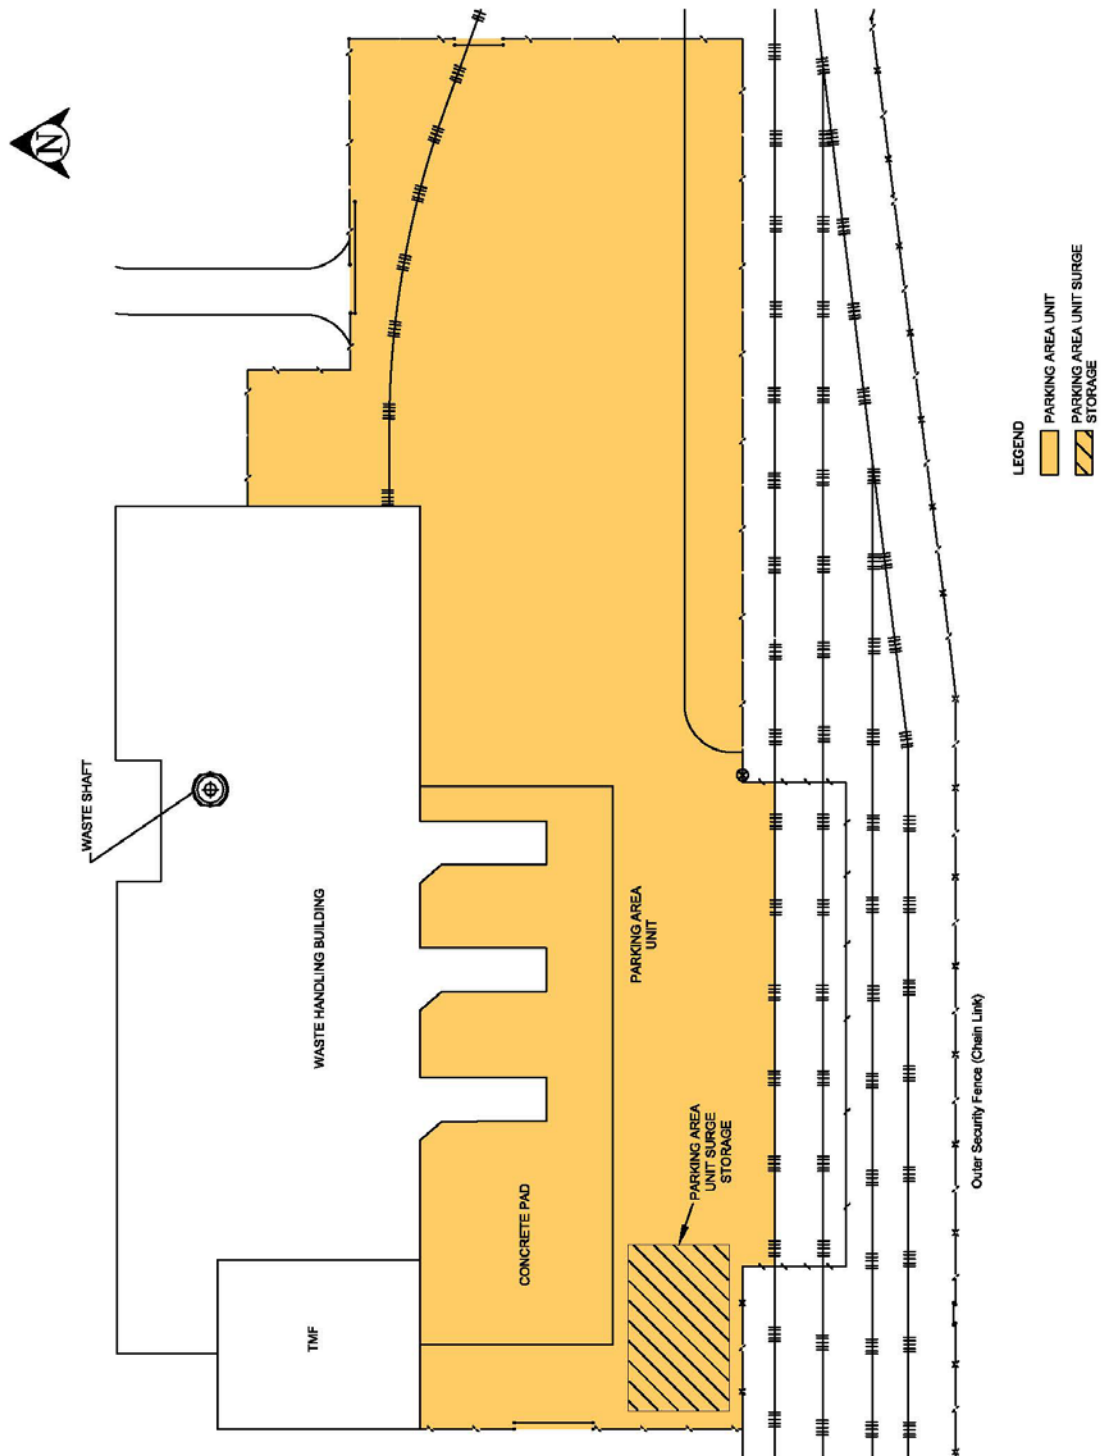 N
WASTE SHAFT
WASTE HANDLING BUILDING
TMF
CONCRETE PAD
PARKING AREA
UNIT
PARKING AREA
UNIT SURGE
STORAGE
Outer Security Fence (Chain Link)
LEGEND
PARKING AREA UNIT
PARKING AREA UNIT SURGE
STORAGE